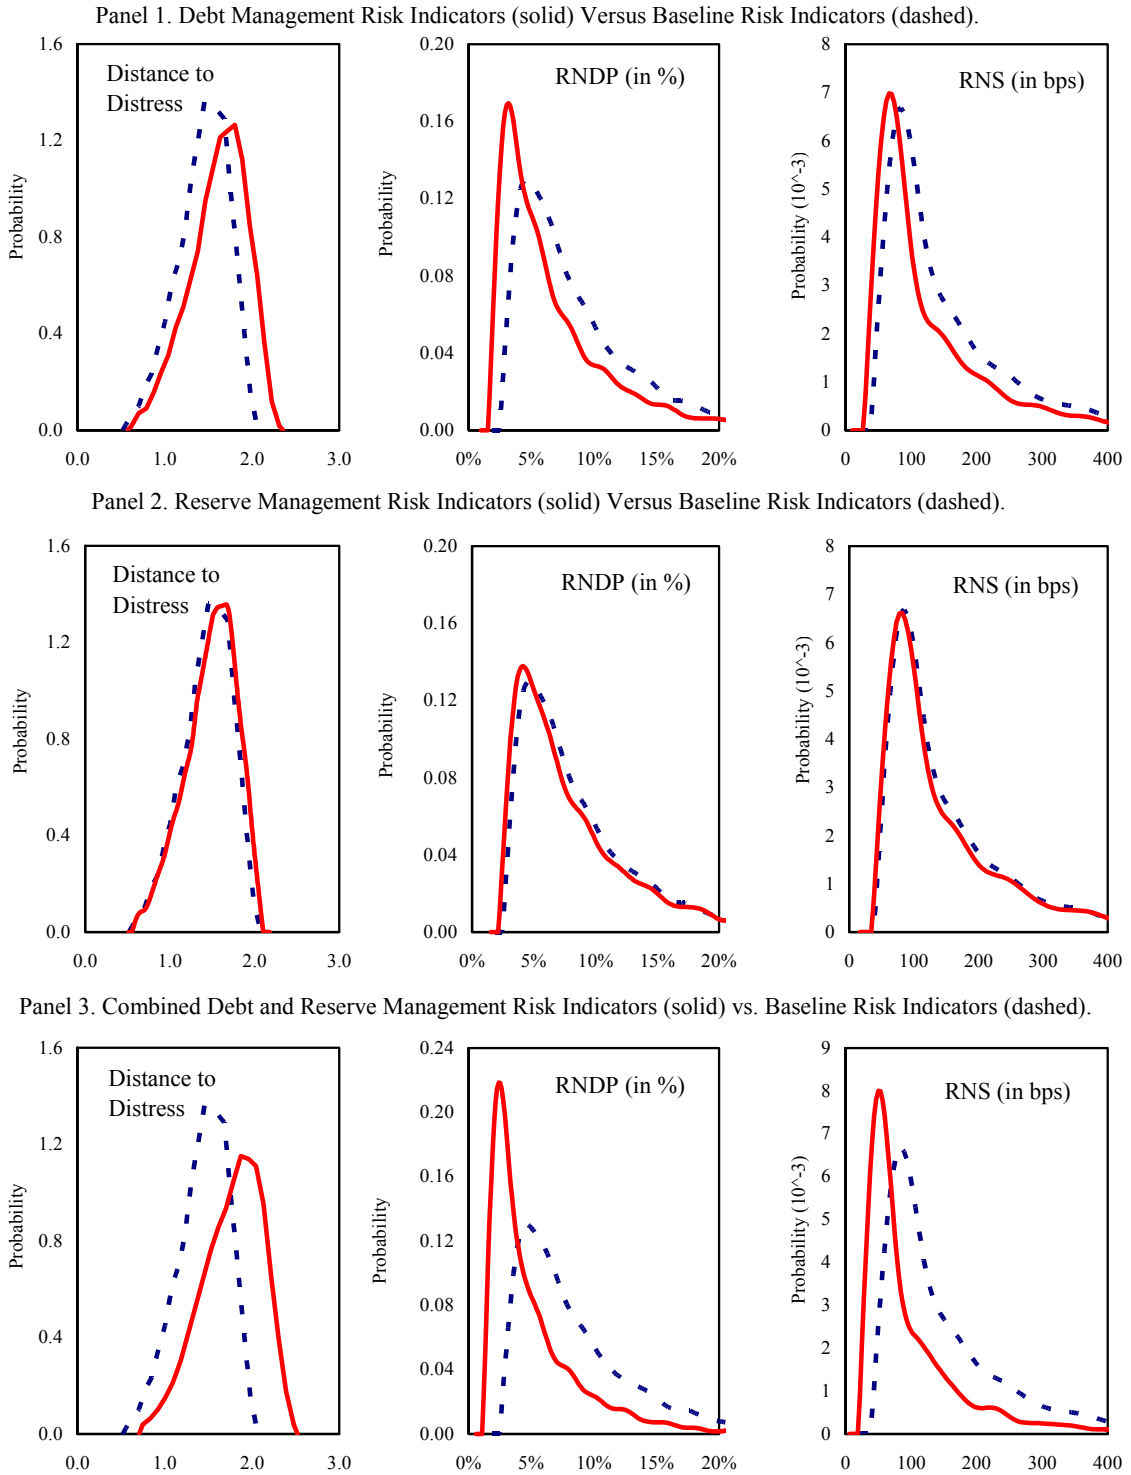 Panel 1. Debt Management Risk Indicators (solid) Versus Baseline Risk Indicators (dashed).
1.6
1.2
0.8
0.4
0.0
Probability
Distance to
Distress
0.0 1.0 2.0 3.0
0.20
0.16
0.12
0.08
0.04
0.00
Probability
RNDP (in %)
0% 5% 10% 15% 20%
8
7
6
5
4
3
2
1
0
Probability (10^-3)
RNS (in bps)
0 100 200 300 400
Panel 2. Reserve Management Risk Indicators (solid) Versus Baseline Risk Indicators (dashed).
1.6
1.2
0.8
0.4
0.0
Probability
Distance to
Distress
0.0 1.0 2.0 3.0
0.20
0.16
0.12
0.08
0.04
0.00
Probability
RNDP (in %)
0% 5% 10% 15% 20%
8
7
6
5
4
3
2
1
0
Probability (10^-3)
RNS (in bps)
0 100 200 300 400
Panel 3. Combined Debt and Reserve Management Risk Indicators (solid) vs. Baseline Risk Indicators (dashed).
1.6
1.2
0.8
0.4
0.0
Probability
Distance to
Distress
0.0 1.0 2.0 3.0
0.24
0.20
0.16
0.12
0.08
0.04
0.00
Probability
RNDP (in %)
0% 5% 10% 15% 20%
9
8
7
6
5
4
3
2
1
0
Probability (10^-3)
RNS (in bps)
0 100 200 300 400